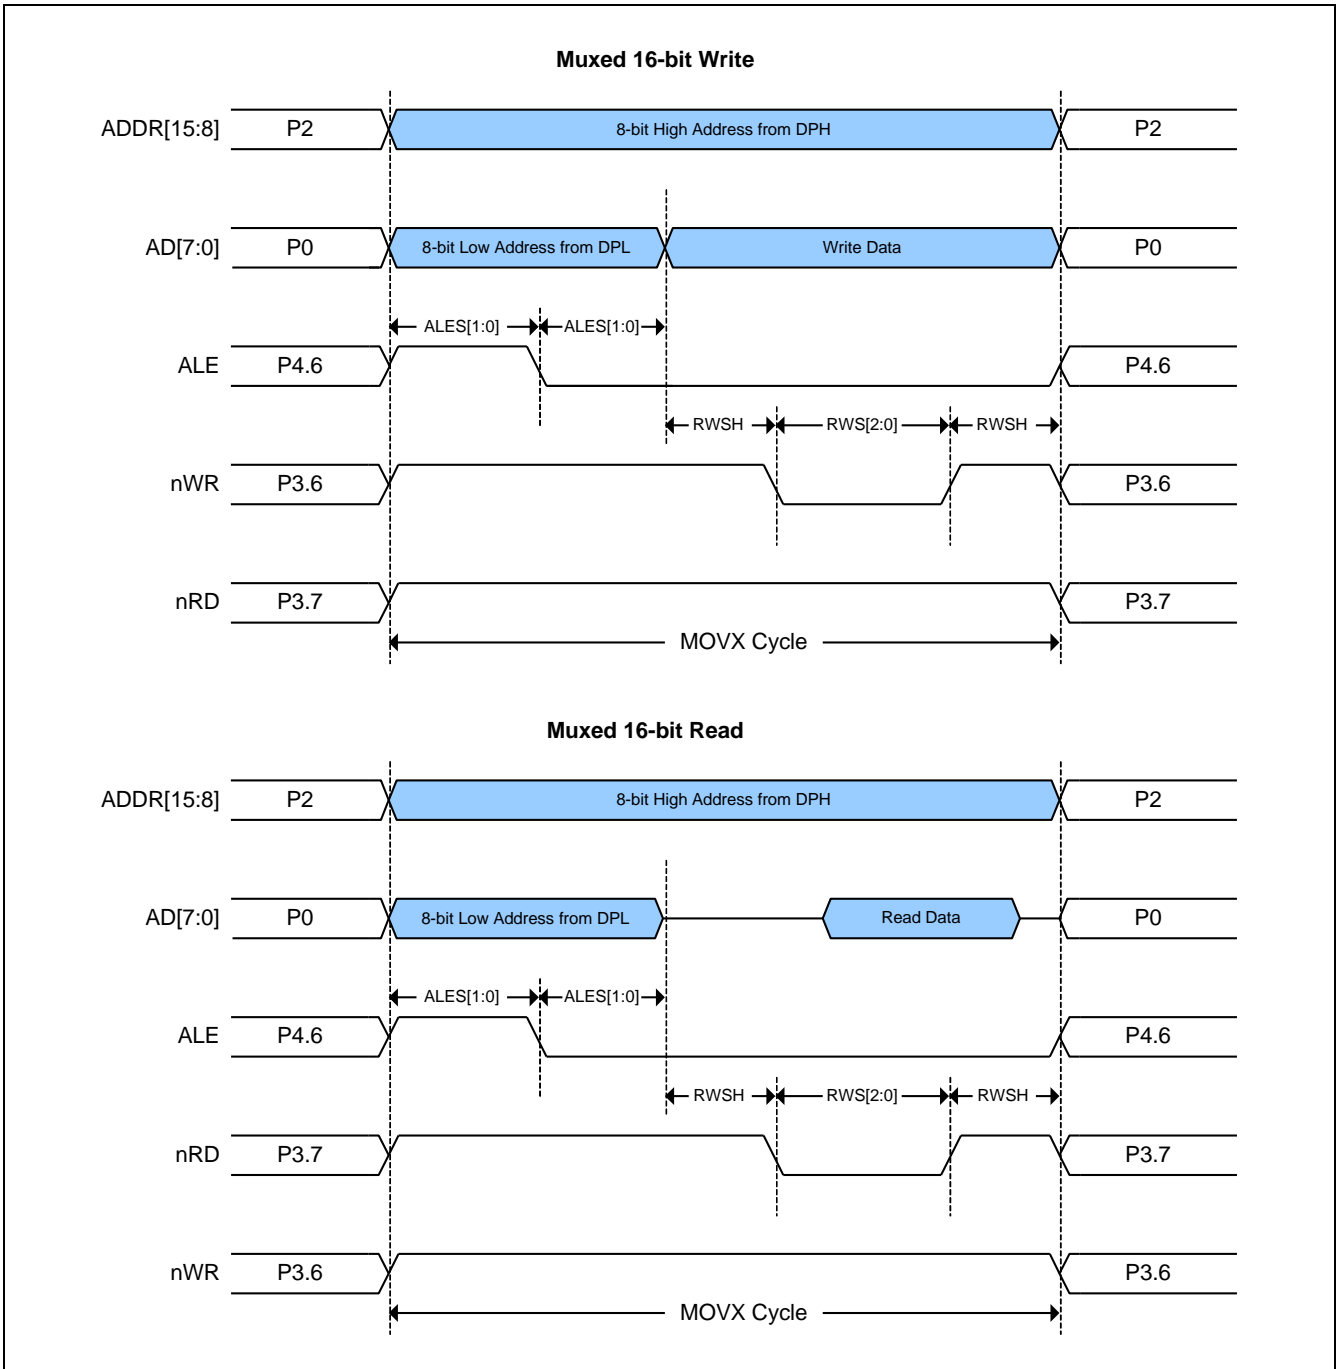 Muxed 16-bit Write
ADDR[15:8] P2 8-bit High Address from DPH P2
AD[7:0] P0 8-bit Low Address from DPL Write Data P0
ALES[1:0] ALES[1:0]
ALE P4.6 P4.6
RWSH RWS[2:0] RWSH
nWR P3.6 P3.6
nRD P3.7 P3.7
MOVX Cycle
Muxed 16-bit Read
ADDR[15:8] P2 8-bit High Address from DPH P2
AD[7:0] P0 8-bit Low Address from DPL Read Data P0
ALES[1:0] ALES[1:0]
ALE P4.6 P4.6
RWSH RWS[2:0] RWSH
nRD P3.7 P3.7
nWR P3.6 P3.6
MOVX Cycle